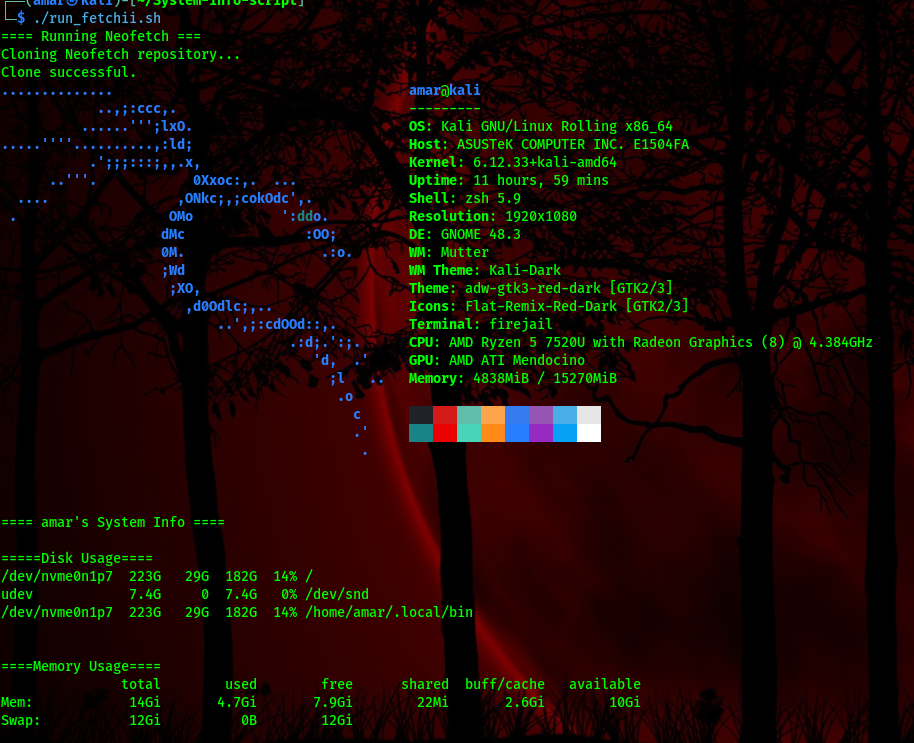 ┌──(amar㉿Kali)-[~/System-info-script]
└─$ ./run_fetchii.sh
==== Running Neofetch ===
Cloning Neofetch repository...
Clone successful.
..............
            ..,;:ccc,.
          ......''';lxO.
.....''''..........,:ld;
           .';;;:::;,,.x,
      ..'''.            0Xxoc:,.  ...
  ....                ,ONkc;,;cokOdc',.
 .                   OMo           ':ddo.
                    dMc               :OO;
                    0M.                 .:o.
                    ;Wd
                     ;XO,
                       ,d0Odlc;,..
                           ..',;:cdOOd::,.
                                    .:d;.':;.
                                       'd,  .'
                                         ;l   ..
                                          .o
                                            c
                                            .'
                                             .
amar@kali
---------
OS: Kali GNU/Linux Rolling x86_64
Host: ASUSTeK COMPUTER INC. E1504FA
Kernel: 6.12.33+kali-amd64
Uptime: 11 hours, 59 mins
Shell: zsh 5.9
Resolution: 1920x1080
DE: GNOME 48.3
WM: Mutter
WM Theme: Kali-Dark
Theme: adw-gtk3-red-dark [GTK2/3]
Icons: Flat-Remix-Red-Dark [GTK2/3]
Terminal: firejail
CPU: AMD Ryzen 5 7520U with Radeon Graphics (8) @ 4.384GHz
GPU: AMD ATI Mendocino
Memory: 4838MiB / 15270MiB
==== amar's System Info ====
=====Disk Usage====
/dev/nvme0n1p7  223G   29G  182G  14% /
udev            7.4G     0  7.4G   0% /dev/snd
/dev/nvme0n1p7  223G   29G  182G  14% /home/amar/.local/bin
====Memory Usage====
               total        used        free      shared  buff/cache   available
Mem:            14Gi       4.7Gi       7.9Gi        22Mi       2.6Gi        10Gi
Swap:           12Gi          0B        12Gi